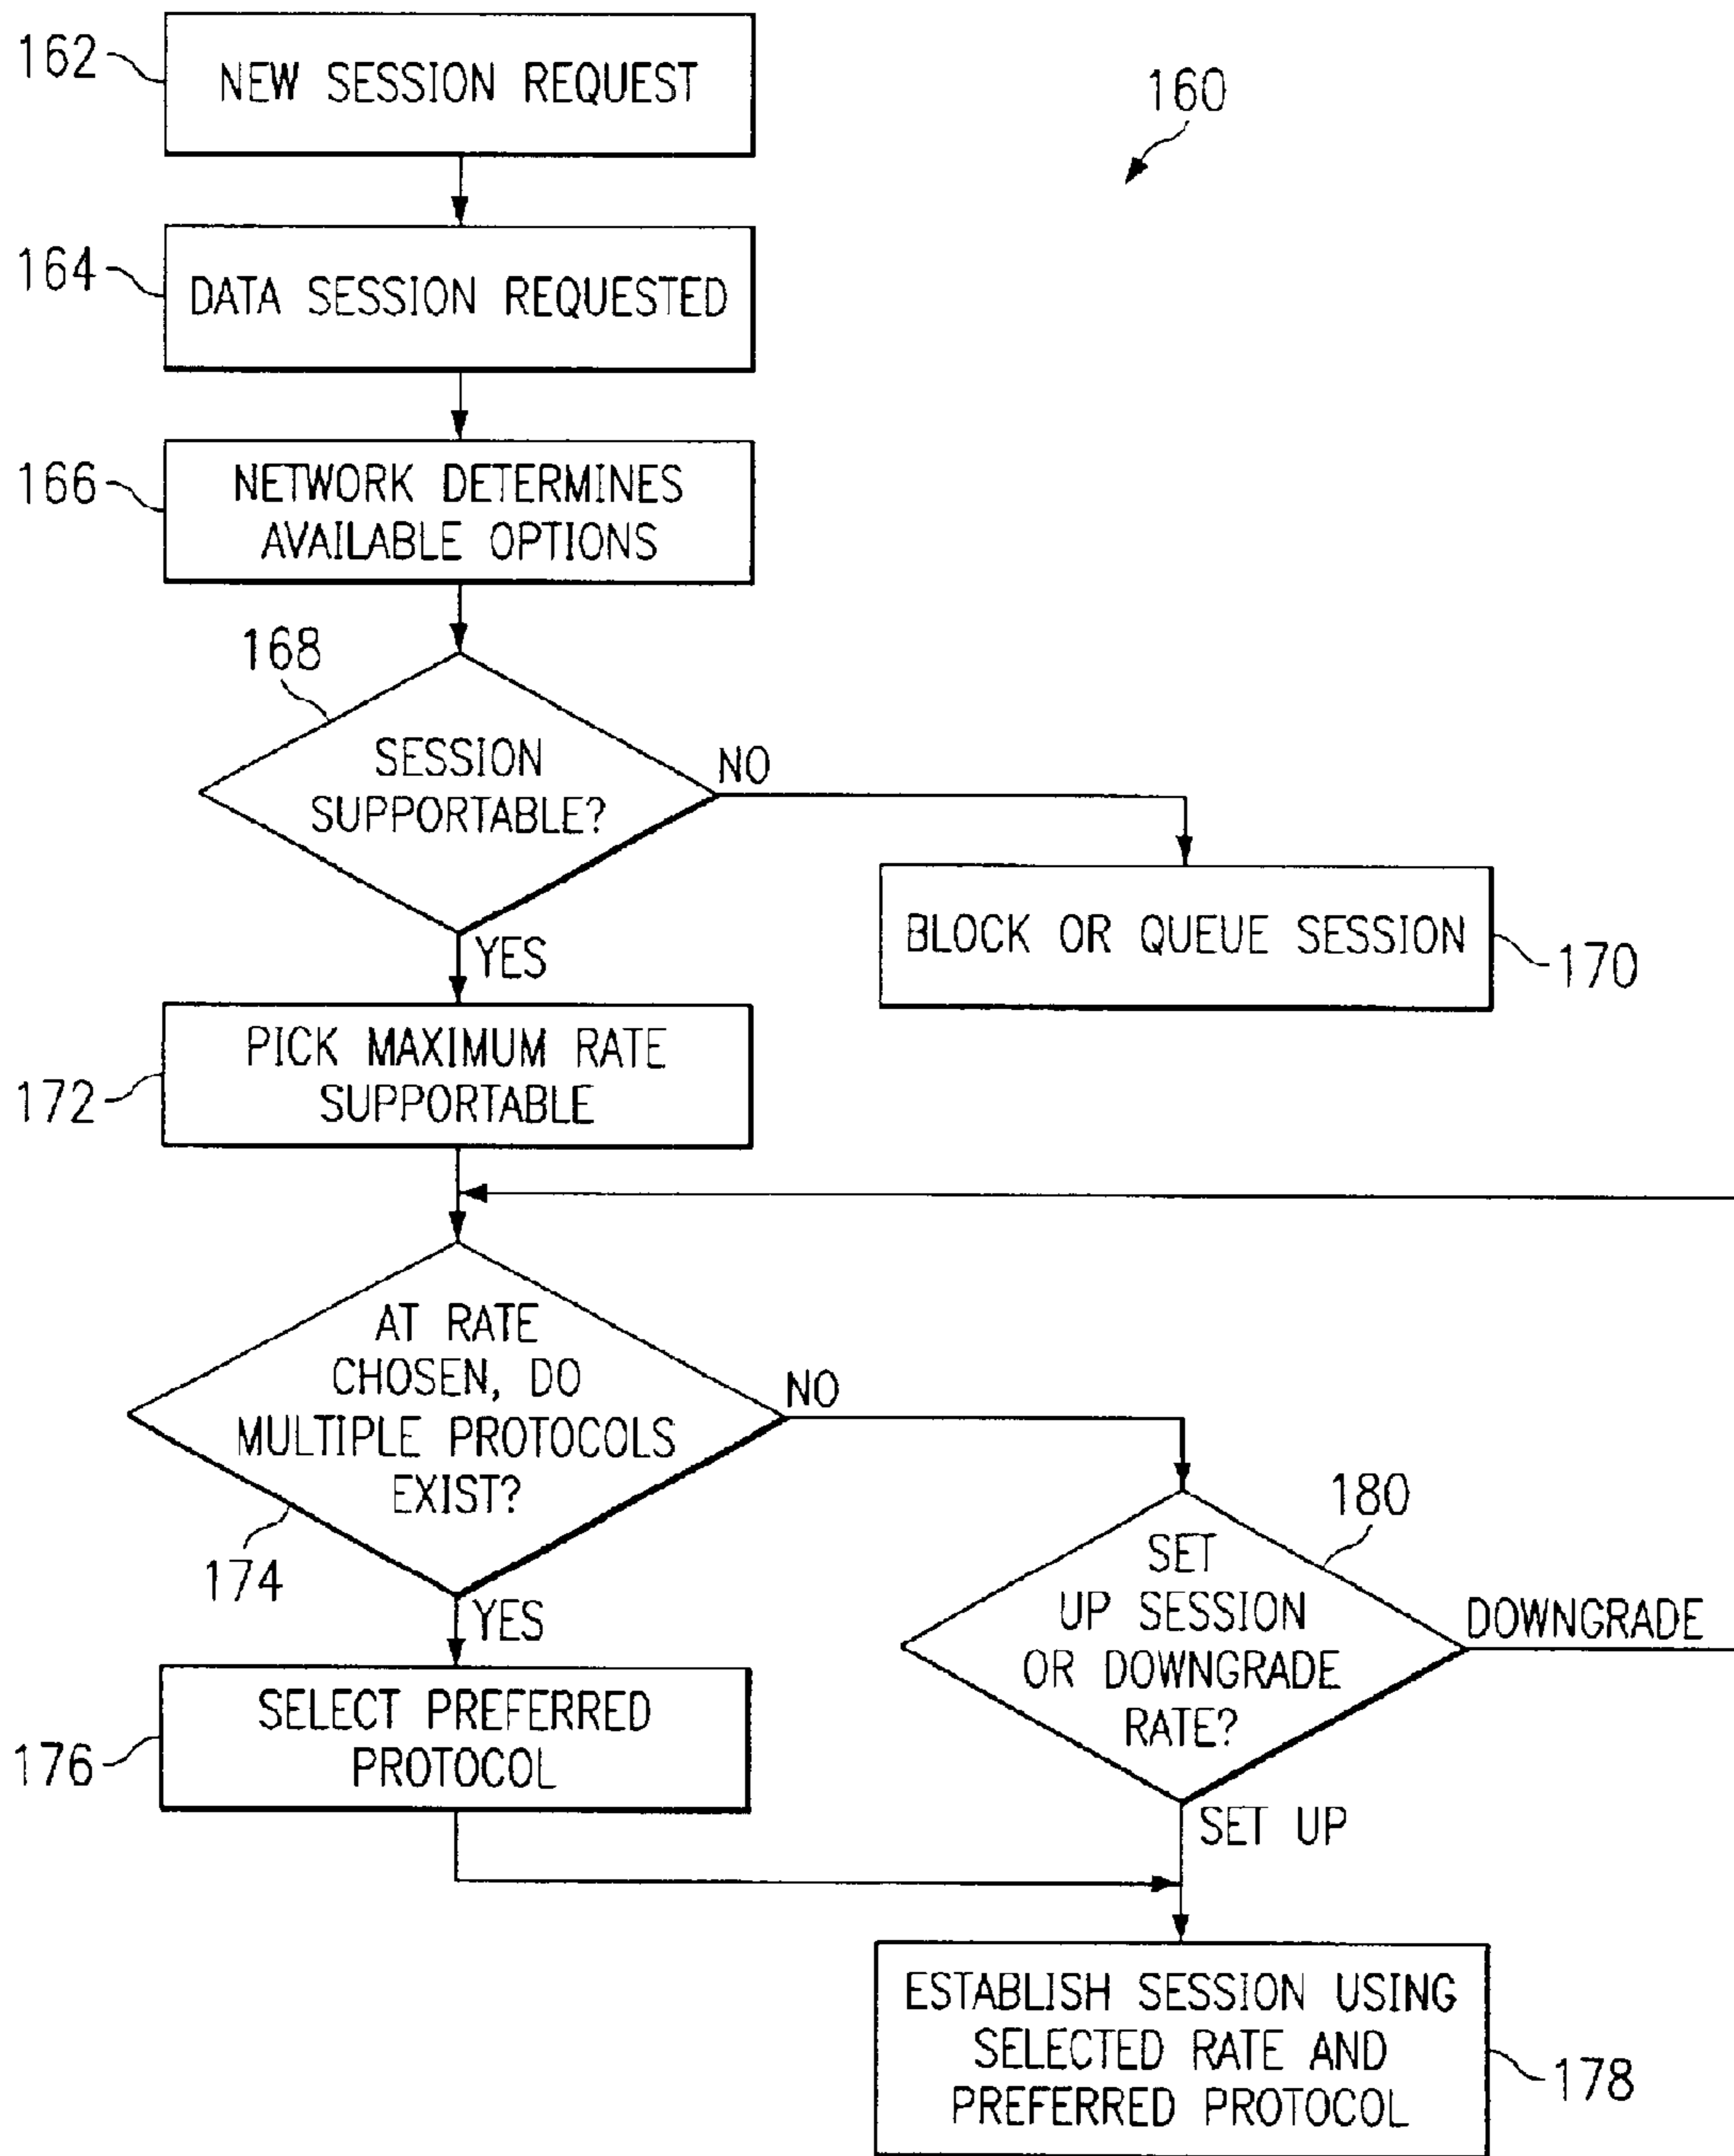 162
NEW SESSION REQUEST
160
164
DATA SESSION REQUESTED
166
NETWORK DETERMINES
AVAILABLE OPTIONS
168
SESSION
SUPPORTABLE?
NO
BLOCK OR QUEUE SESSION
170
YES
172
PICK MAXIMUM RATE
SUPPORTABLE
AT RATE
CHOSEN, DO
MULTIPLE PROTOCOLS
EXIST?
NO
174
YES
180
SET
UP SESSION
OR DOWNGRADE
RATE?
DOWNGRADE
SET UP
176
SELECT PREFERRED
PROTOCOL
ESTABLISH SESSION USING
SELECTED RATE AND
PREFERRED PROTOCOL
178